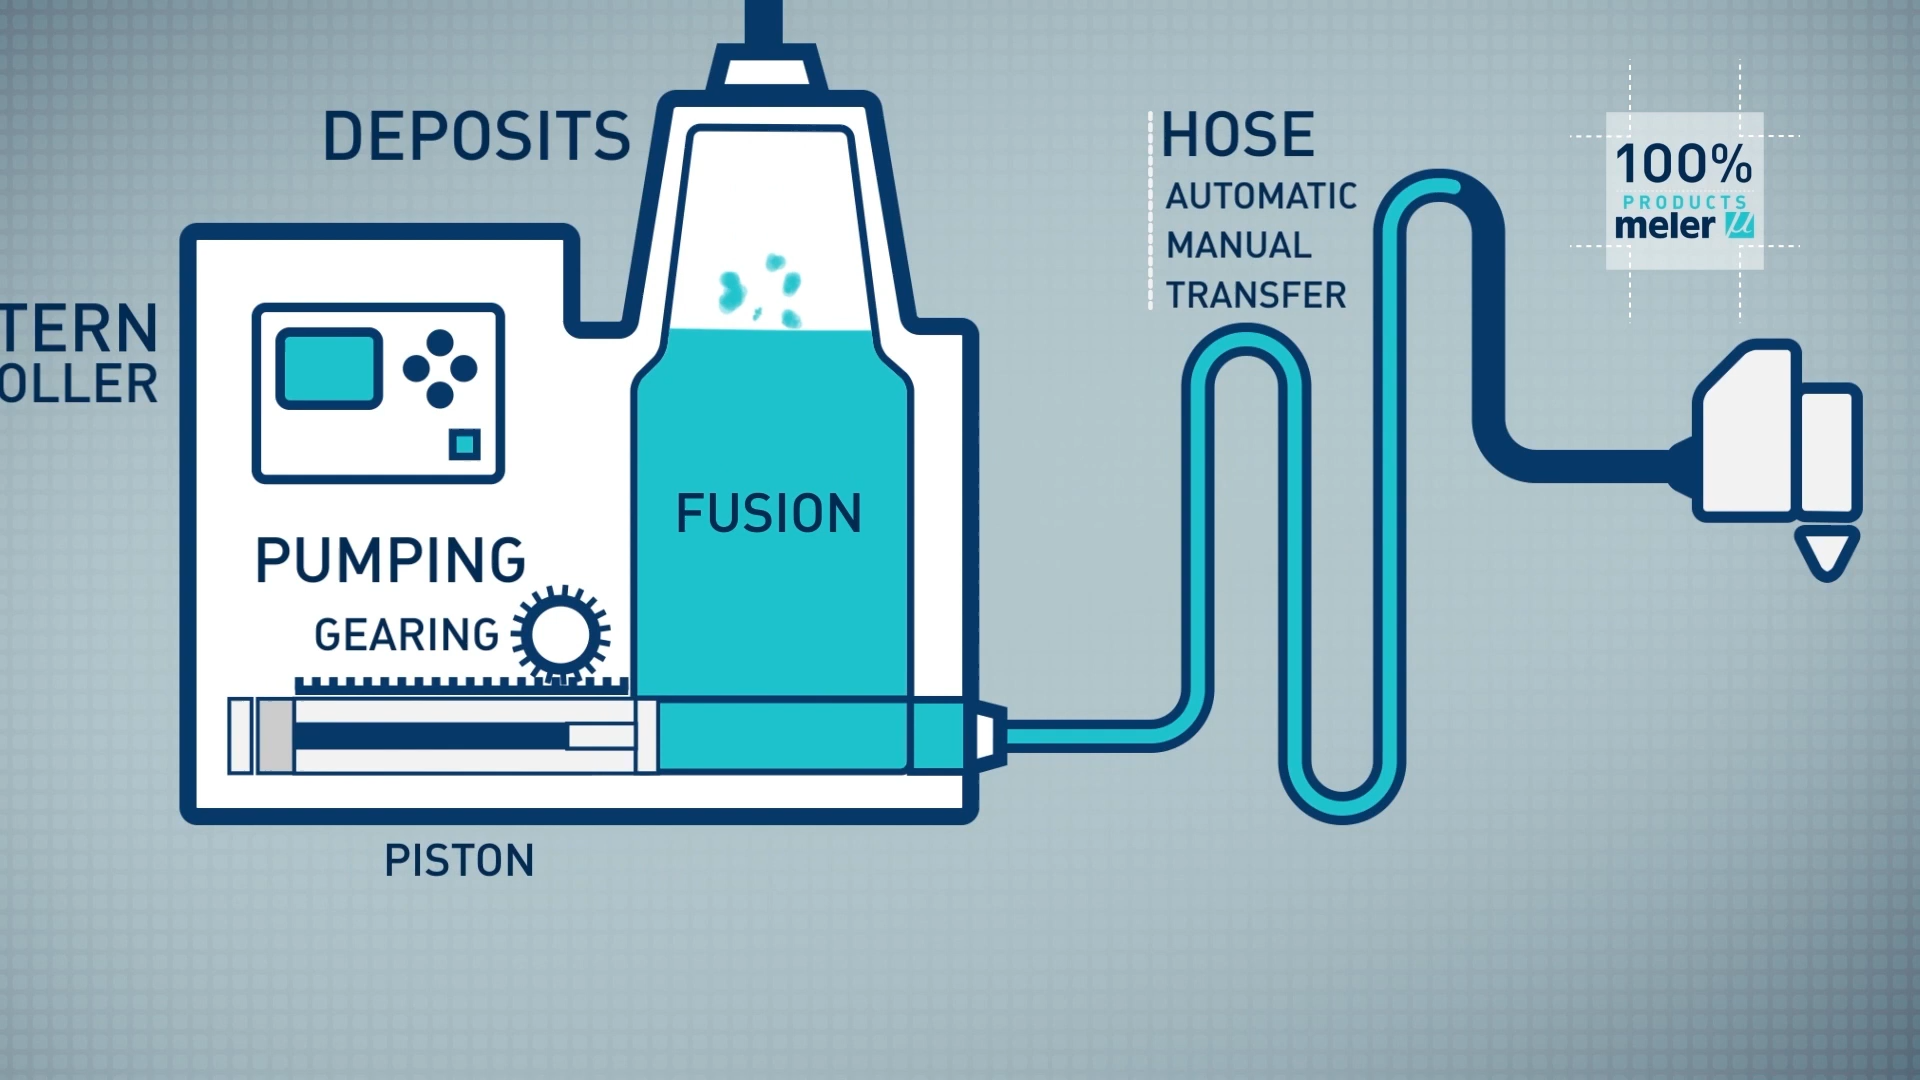 DEPOSITS
HOSE
AUTOMATIC
MANUAL
TRANSFER
100%
PRODUCTS
meler
TERN
OLLER
FUSION
PUMPING
GEARING
PISTON